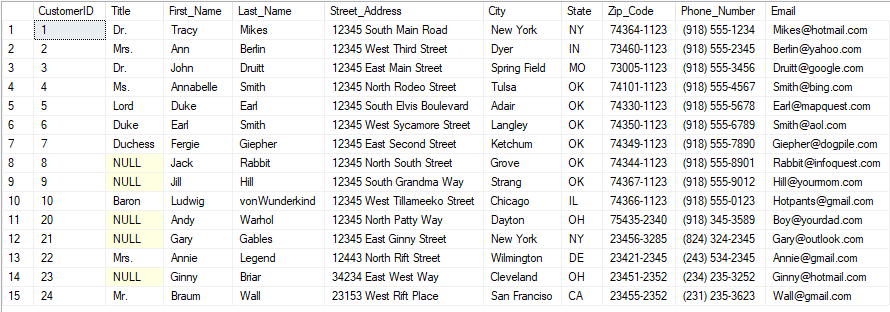 CustomerID Title First_Name Last_Name Street_Address City State Zip_Code Phone_Number Email
1 1 Dr. Tracy Mikes 12345 South Main Road New York NY 74364-1123 (918) 555-1234 Mikes@hotmail.com
2 2 Mrs. Ann Berlin 12345 West Third Street Dyer IN 73460-1123 (918) 555-2345 Berlin@yahoo.com
3 3 Dr. John Druitt 12345 East Main Street Spring Field MO 73005-1123 (918) 555-3456 Druitt@google.com
4 4 Ms. Annabelle Smith 12345 North Rodeo Street Tulsa OK 74101-1123 (918) 555-4567 Smith@bing.com
5 5 Lord Duke Earl 12345 South Elvis Boulevard Adair OK 74330-1123 (918) 555-5678 Earl@mapquest.com
6 6 Duke Earl Smith 12345 West Sycamore Street Langley OK 74350-1123 (918) 555-6789 Smith@aol.com
7 7 Duchess Fergie Giepher 12345 East Second Street Ketchum OK 74349-1123 (918) 555-7890 Giepher@dogpile.com
8 8 NULL Jack Rabbit 12345 North South Street Grove OK 74344-1123 (918) 555-8901 Rabbit@infoquest.com
9 9 NULL Jill Hill 12345 South Grandma Way Strang OK 74367-1123 (918) 555-9012 Hill@yourmom.com
10 10 Baron Ludwig vonWunderkind 12345 West Tillameeko Street Chicago IL 74366-1123 (918) 555-0123 Hotpants@gmail.com
11 20 NULL Andy Warhol 12345 North Patty Way Dayton OH 75435-2340 (918) 345-3589 Boy@yourdad.com
12 21 NULL Gary Gables 12345 East Ginny Street New York NY 23456-3285 (824) 324-2345 Gary@outlook.com
13 22 Mrs. Annie Legend 12443 North Rift Street Wilmington DE 23421-2345 (243) 534-2345 Annie@gmail.com
14 23 NULL Ginny Briar 34234 East West Way Cleveland OH 23451-2352 (234) 235-3252 Ginny@hotmail.com
15 24 Mr. Braum Wall 23153 West Rift Place San Franciso CA 23455-2352 (231) 235-3623 Wall@gmail.com